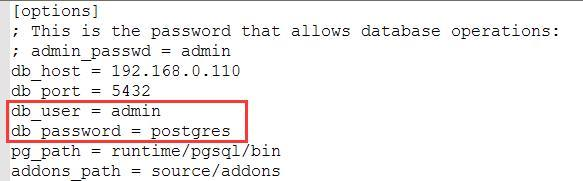 [options]
; This is the password that allows database operations:
; admin_passwd = admin
db_host = 192.168.0.110
db_port = 5432
db_user = admin
db_password = postgres
pg_path = runtime/pgsql/bin
addons_path = source/addons